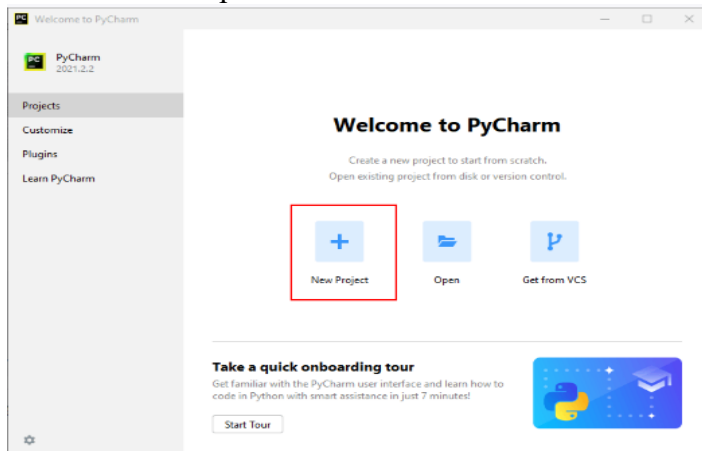 Welcome to PyCharm
PyCharm
2021.2.2
Projects
Customize
Plugins
Learn PyCharm
Welcome to PyCharm
Create a new project to start from scratch.
Open existing project from disk or version control.
New Project
Open
Get from VCS
Take a quick onboarding tour
Get familiar with the PyCharm user interface and learn how to
code in Python with smart assistance in just 7 minutes!
Start Tour